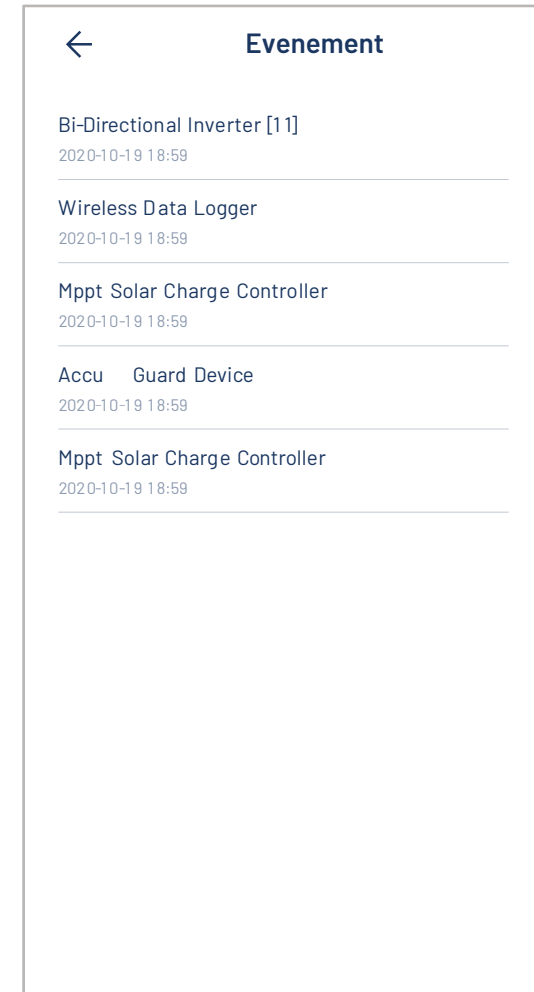 Evenement
Bi-Directional Inverter [11]
2020-10-19 18:59
Wireless Data Logger
2020-10-19 18:59
Mppt Solar Charge Controller
2020-10-19 18:59
Accu Guard Device
2020-10-19 18:59
Mppt Solar Charge Controller
2020-10-19 18:59